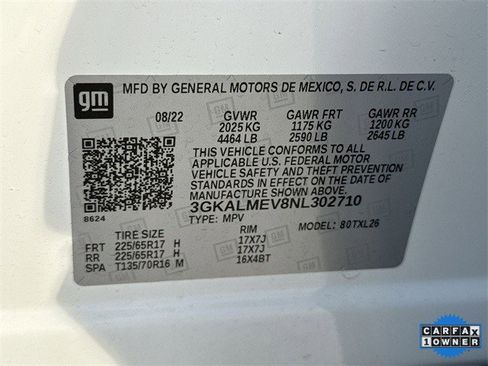 gm
MFD BY GENERAL MOTORS DE MEXICO, S. DE R.L. DE C.V.
08/22 GVWR GAWR FRT GAWR RR
2025 KG 1175 KG 1200 KG
4464 LB 2590 LB 2645 LB
THIS VEHICLE CONFORMS TO ALL
APPLICABLE U.S. FEDERAL MOTOR
VEHICLE SAFETY AND THEFT PREVENTION
STANDARDS IN EFFECT ON THE DATE OF
MANUFACTURE SHOWN ABOVE.
3GKALMEV8NL302710
8624
TYPE: MPV MODEL: 80TXL26
TIRE SIZE RIM
FRT 225/65R17 H 17X7J
RR 225/65R17 H 17X7J
SPA T135/70R16 M 16X4BT
CARFAX
1 OWNER